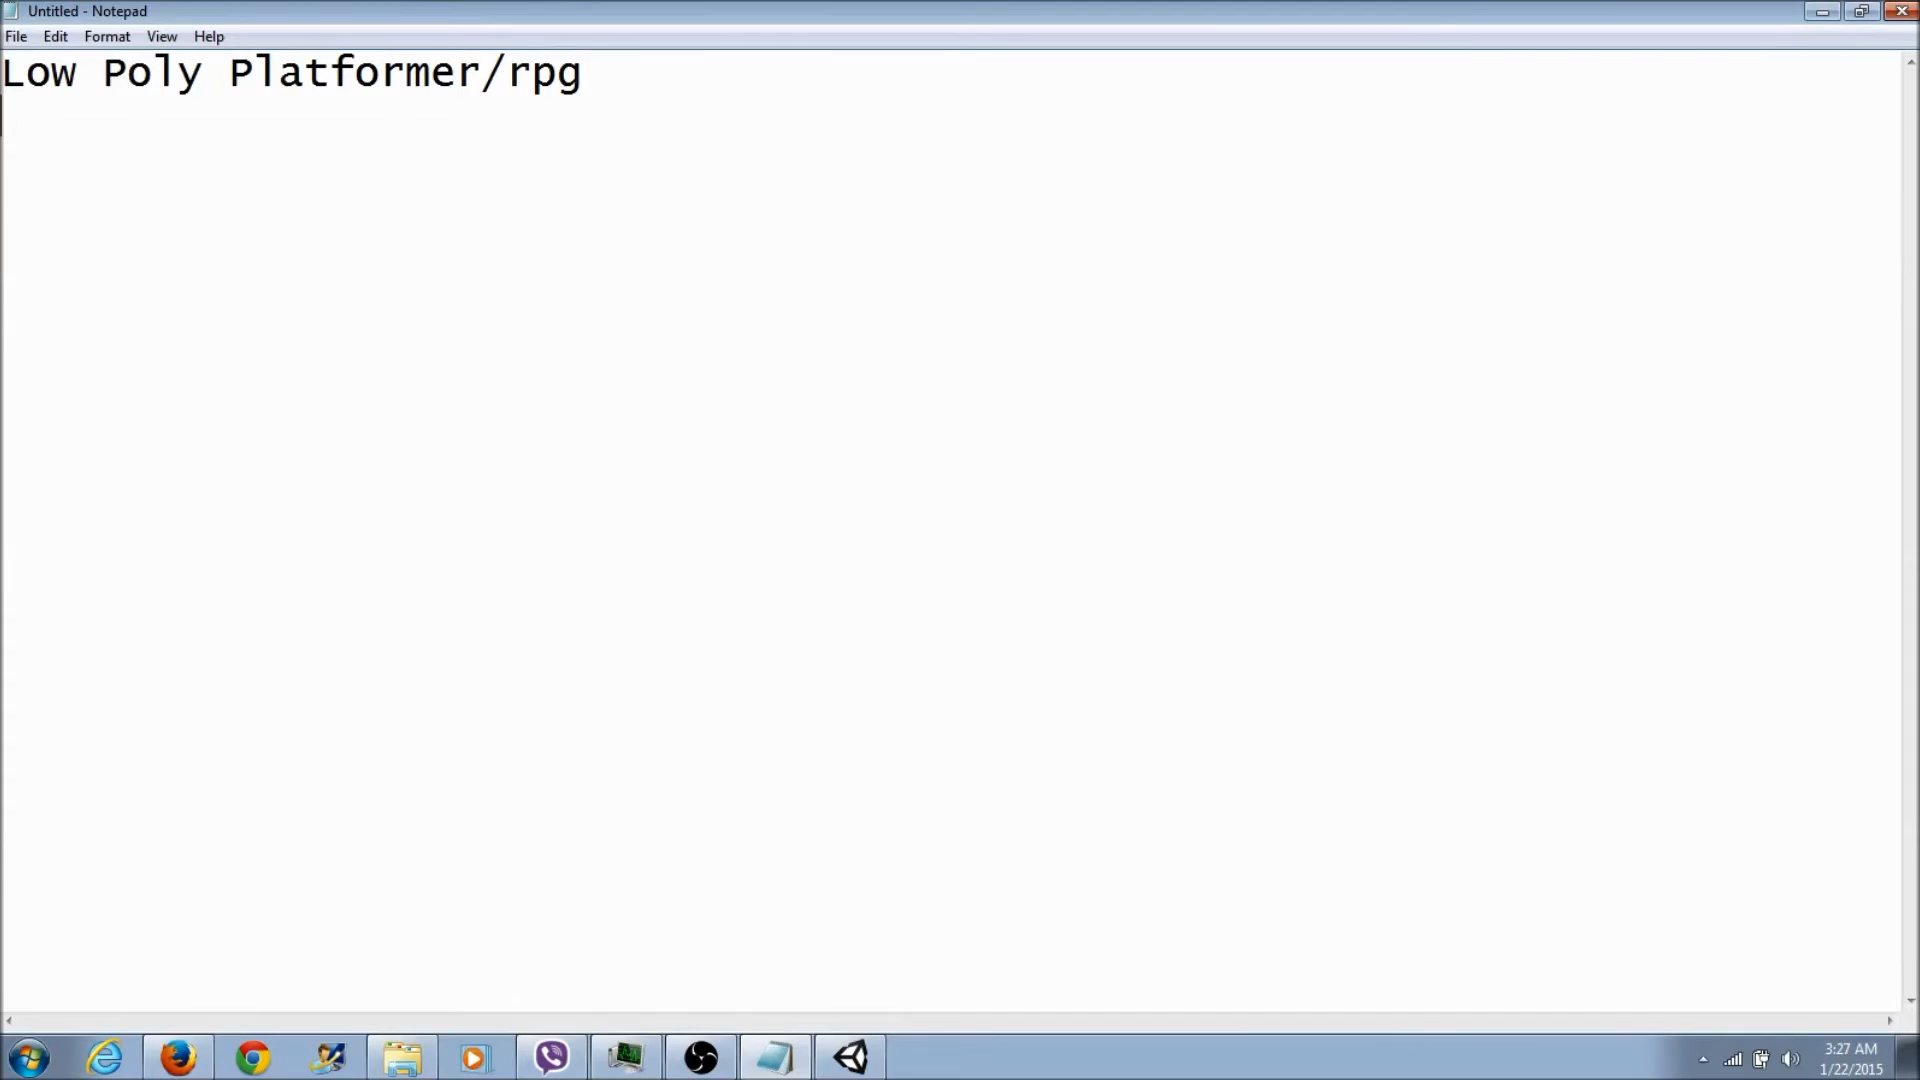 Untitled - Notepad
File Edit Format View Help
Low Poly Platformer/rpg
3:27 AM
1/22/2015